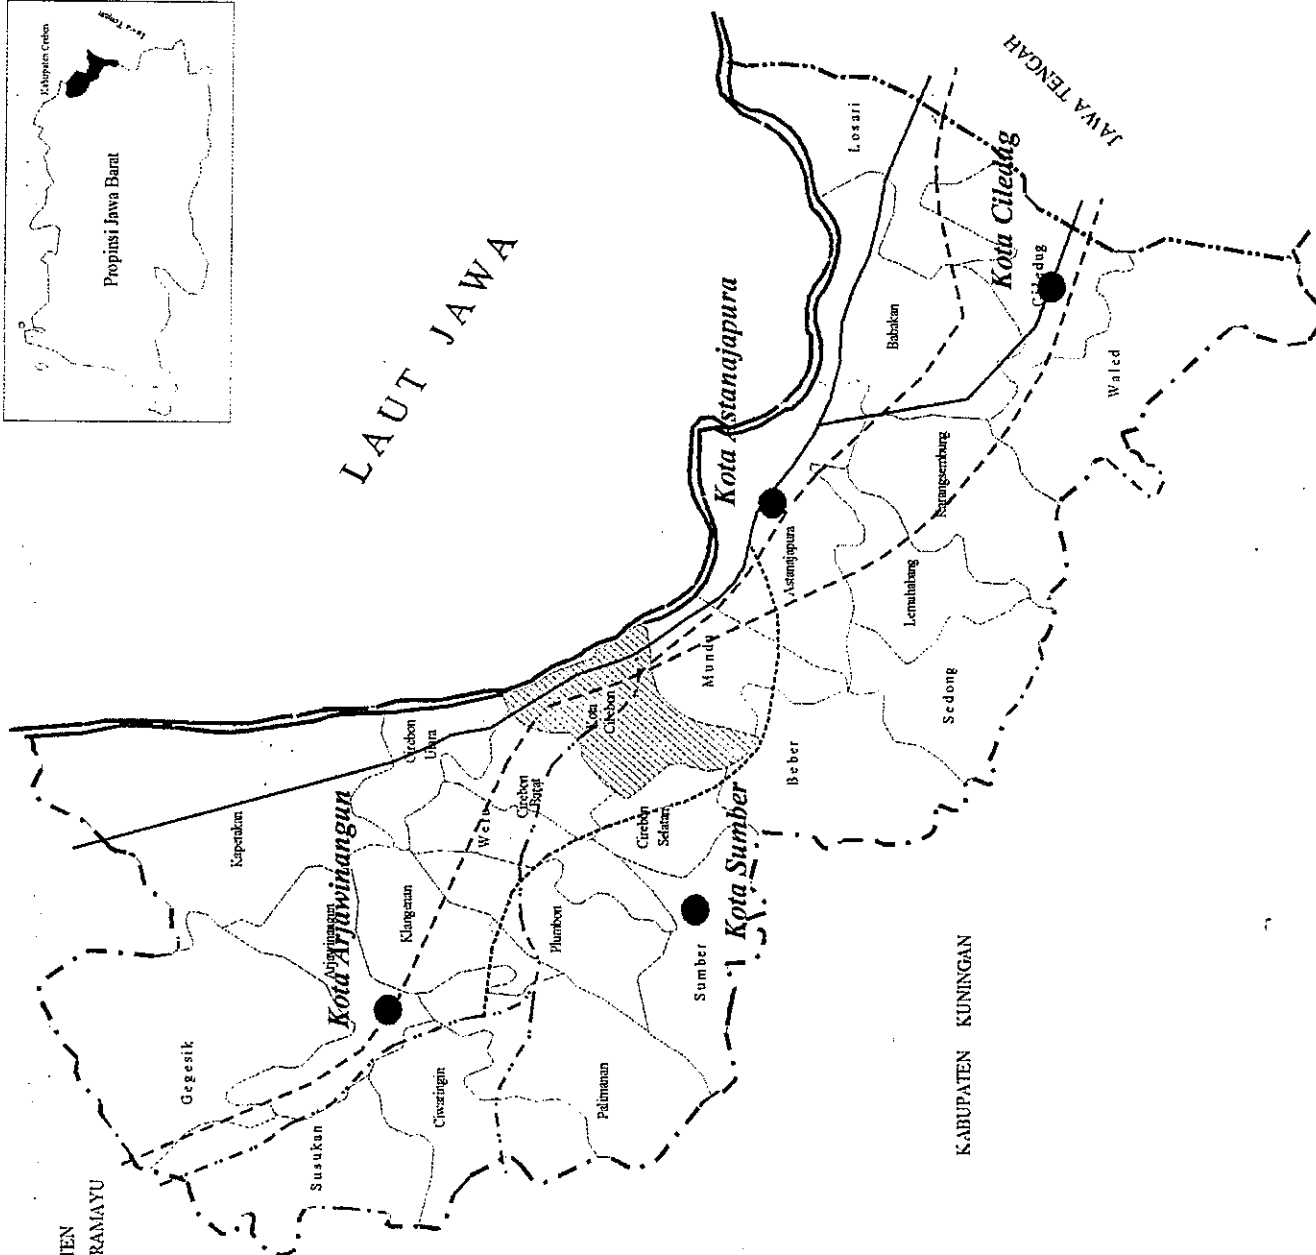 TEN
RAMAYU
Gegesik
Susukan
Kapetakan
Arjawinangun
Kota Arjawinangun
Klangenan
Ciwaringin
Cirebon
Utara
Weru
Cirebon
Barat
Plumbon
Palimanan
Kota
Cirebon
Cirebon
Selatan
Sumber
Kota Sumber
Mundu
Beber
Astanajapura
Kota Astanajapura
Sedong
Lemahabang
Karangsembung
Babakan
Losari
Ciledug
Kota Ciledug
Waled
LAUT JAWA
JAWA TENGAH
KABUPATEN KUNINGAN
Propinsi Jawa Barat
Kabupaten Cirebon